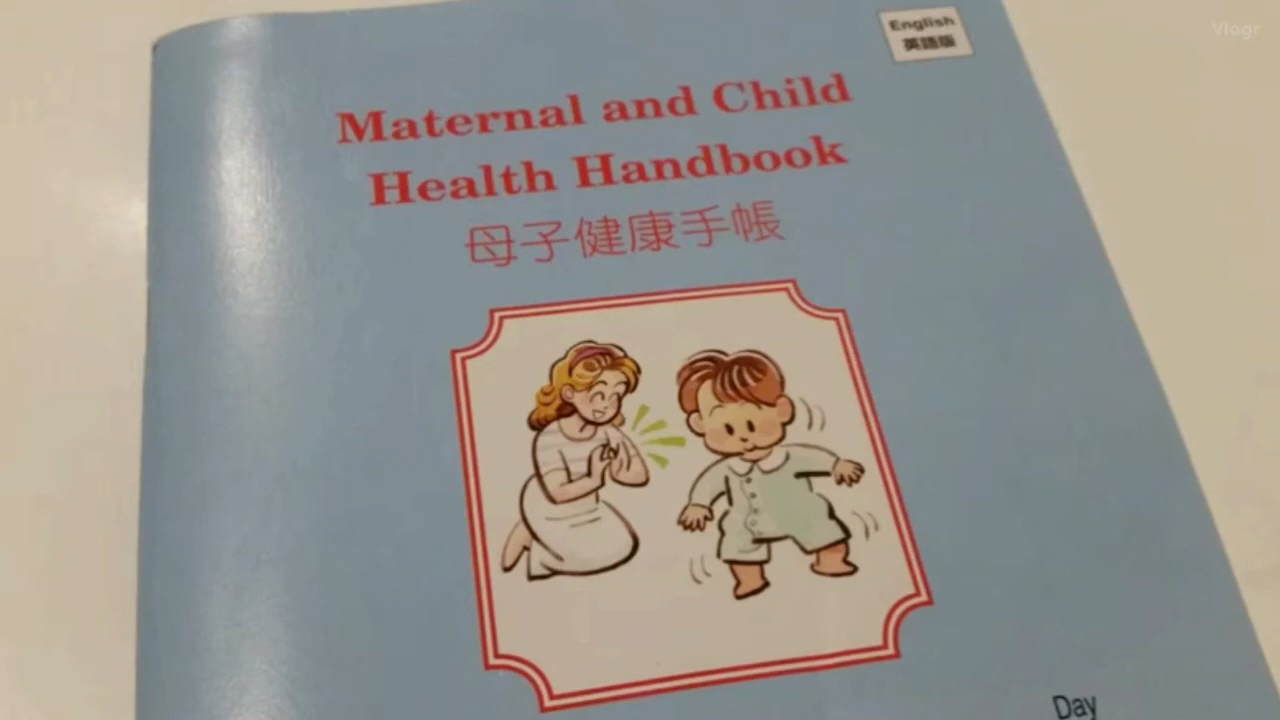 Vlogr
English
英語版
Maternal and Child
Health Handbook
母子健康手帳
Day